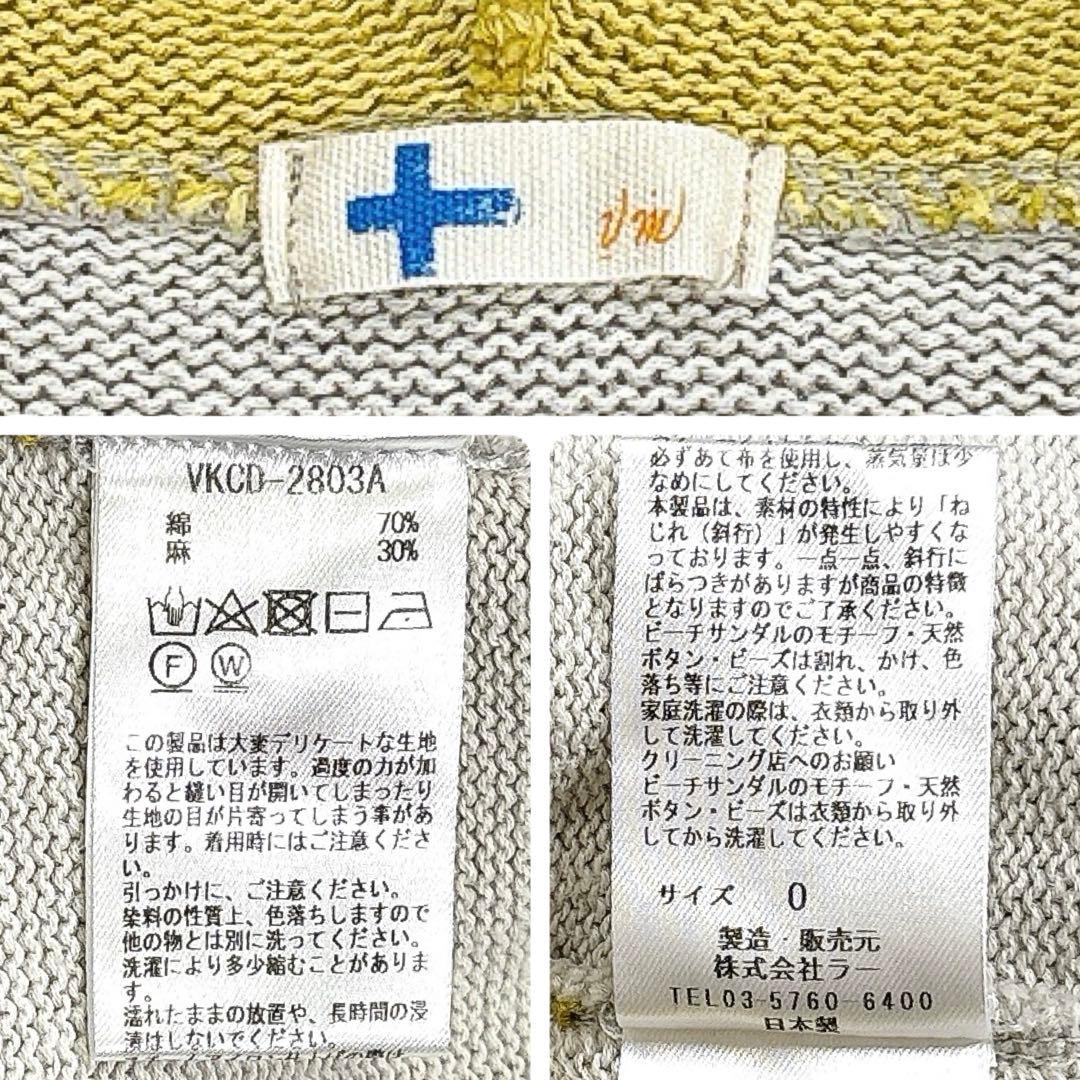 vm
VKCD-2803A
綿 70%
麻 30%
F W
この製品は大変デリケートな生地
を使用しています。過度の力が加
わると縫い目が開いてしまったり
生地の目が片寄ってしまう事があ
ります。着用時にはご注意くださ
い。
引っかけに、ご注意ください。
染料の性質上、色落ちしますので
他の物とは別に洗ってください。
洗濯により多少縮むことがありま
す。
濡れたままの放置や、長時間の浸
漬はしないでください。
必ずあて布を使用し、蒸気量は少
なめにしてください。
本製品は、素材の特性により「ね
じれ（斜行）」が発生しやすくな
っております。一点一点、斜行に
ばらつきがありますが商品の特徴
となりますのでご了承ください。
ビーチサンダルのモチーフ・天然
ボタン・ビーズは割れ、かけ、色
落ち等にご注意ください。
家庭洗濯の際は、衣類から取り外
して洗濯してください。
クリーニング店へのお願い
ビーチサンダルのモチーフ・天然
ボタン・ビーズは衣類から取り外
してから洗濯してください。
サイズ 0
製造・販売元
株式会社ラー
TEL03-5760-6400
日本製